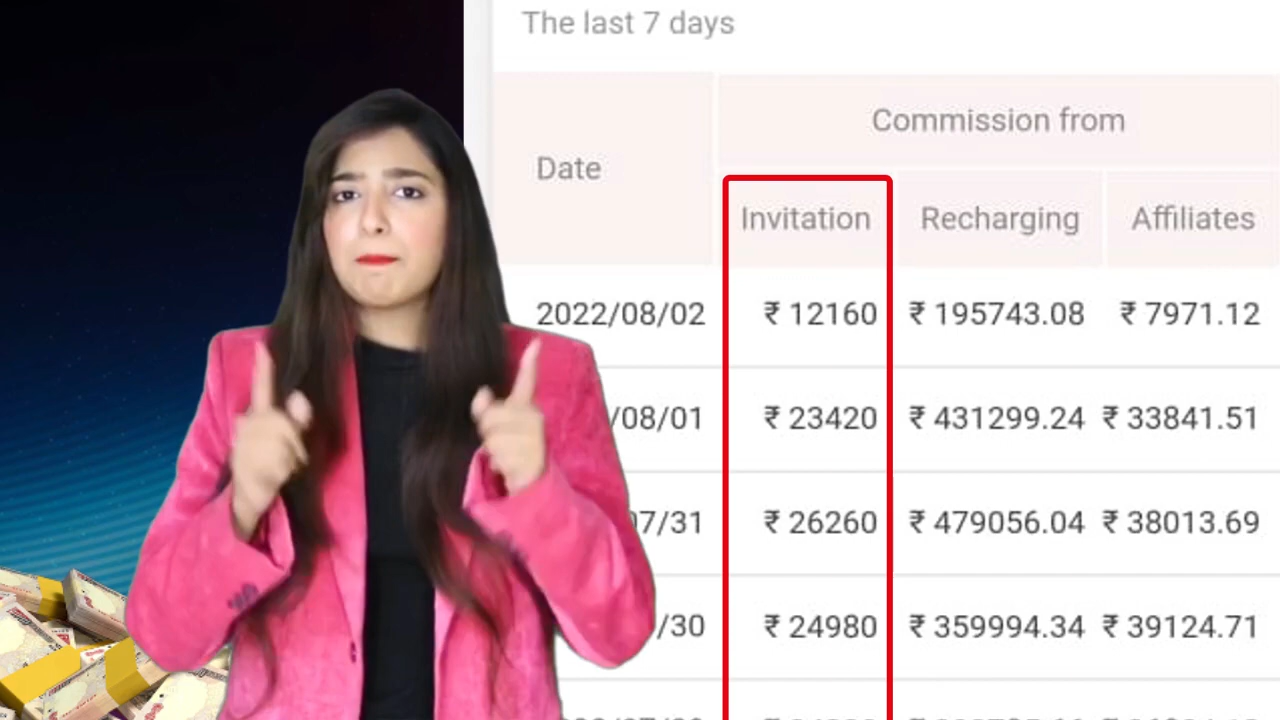 The last 7 days
Commission from
Date
Invitation Recharging Affiliates
2022/08/02 ₹ 12160 ₹ 195743.08 ₹ 7971.12
/08/01 ₹ 23420 ₹ 431299.24 ₹ 33841.51
07/31 ₹ 26260 ₹ 479056.04 ₹ 38013.69
/30 ₹ 24980 ₹ 359994.34 ₹ 39124.71